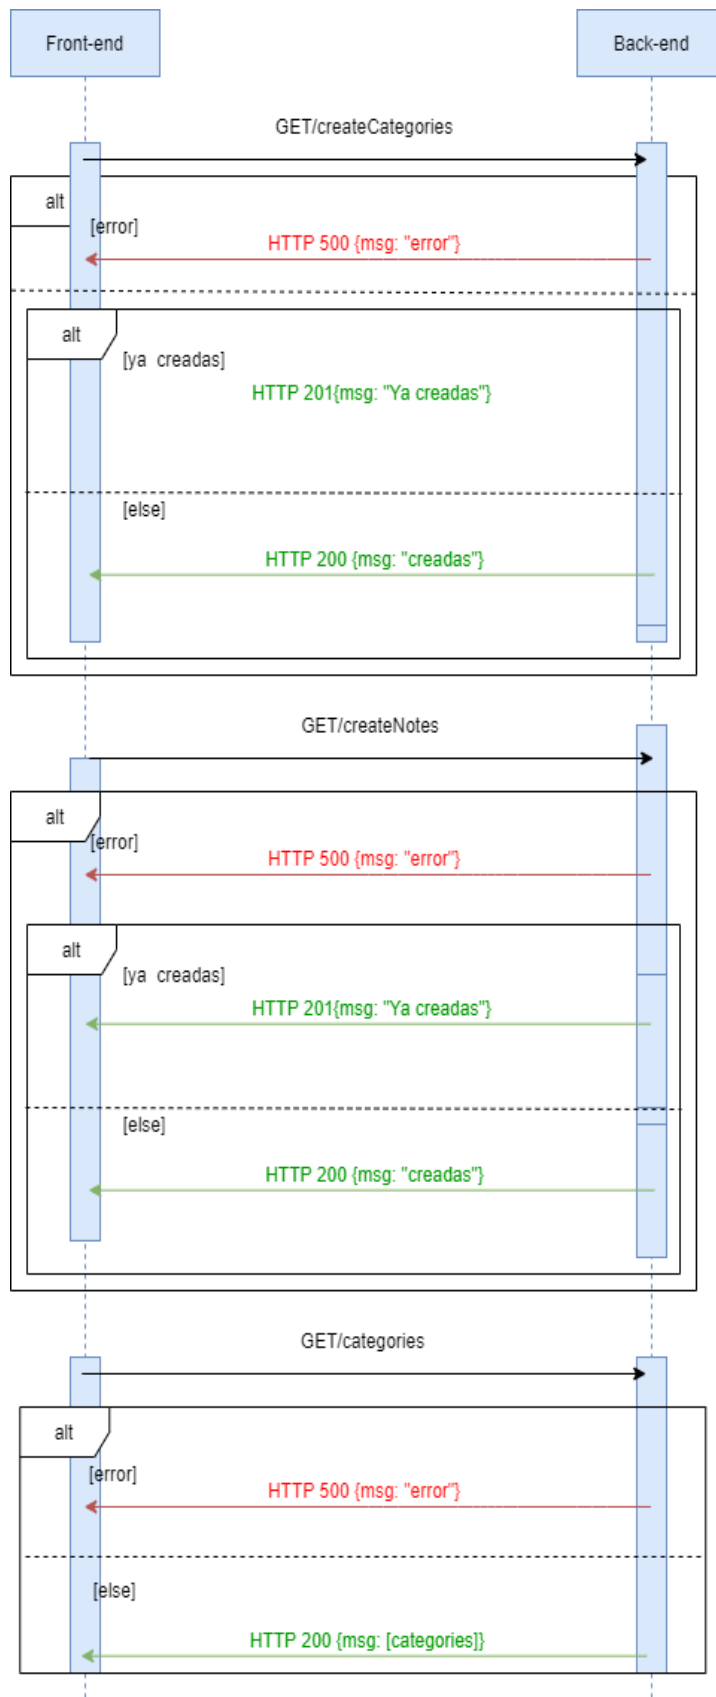 Front-end
Back-end
GET/createCategories
alt
[error]
HTTP 500 {msg: "error"}
alt
[ya creadas]
HTTP 201{msg: "Ya creadas"}
[else]
HTTP 200 {msg: "creadas"}
GET/createNotes
alt
[error]
HTTP 500 {msg: "error"}
alt
[ya creadas]
HTTP 201{msg: "Ya creadas"}
[else]
HTTP 200 {msg: "creadas"}
GET/categories
alt
[error]
HTTP 500 {msg: "error"}
[else]
HTTP 200 {msg: [categories]}